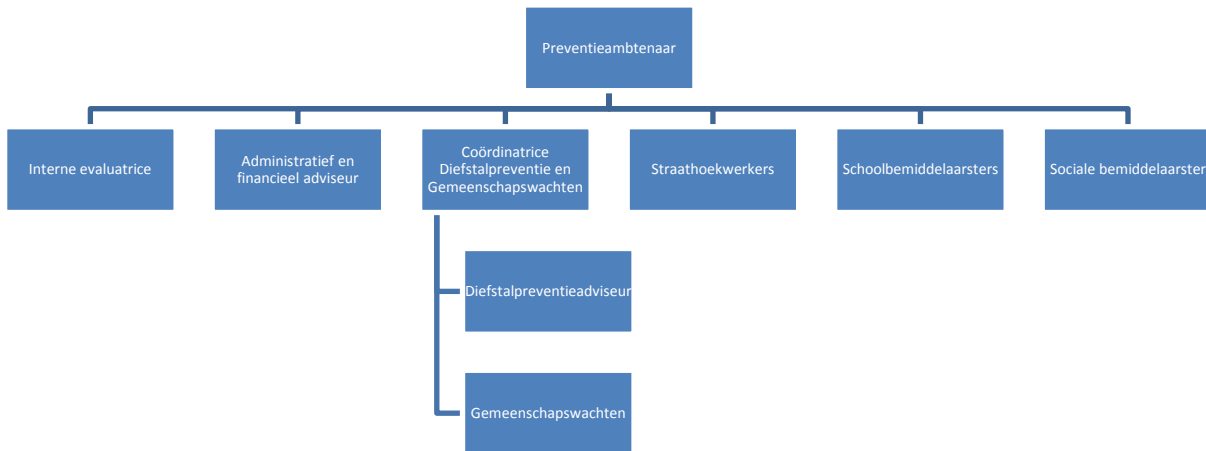 Preventieambtenaar
Interne evaluatrice
Administratief en
financieel adviseur
Coördinatrice
Diefstalpreventie en
Gemeenschapswachten
Straathoekwerkers
Schoolbemiddelaarsters
Sociale bemiddelaarster
Diefstalpreventieadviseur
Gemeenschapswachten